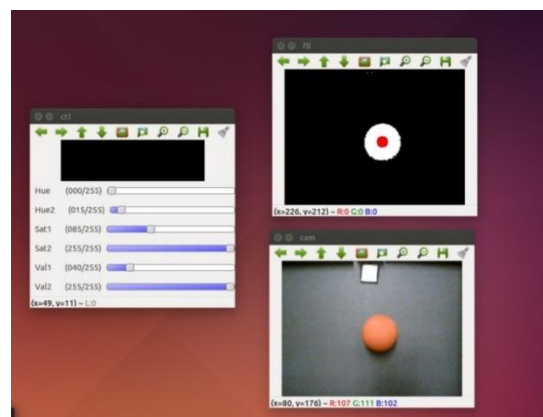 ctl
Hue (000/255)
Hue2 (015/255)
Sat1 (085/255)
Sat2 (255/255)
Val1 (040/255)
Val2 (255/255)
(x=49, y=11) ~ L:0
fil
(x=226, y=212) ~ R:0 G:0 B:0
cam
(x=80, y=176) ~ R:107 G:111 B:102